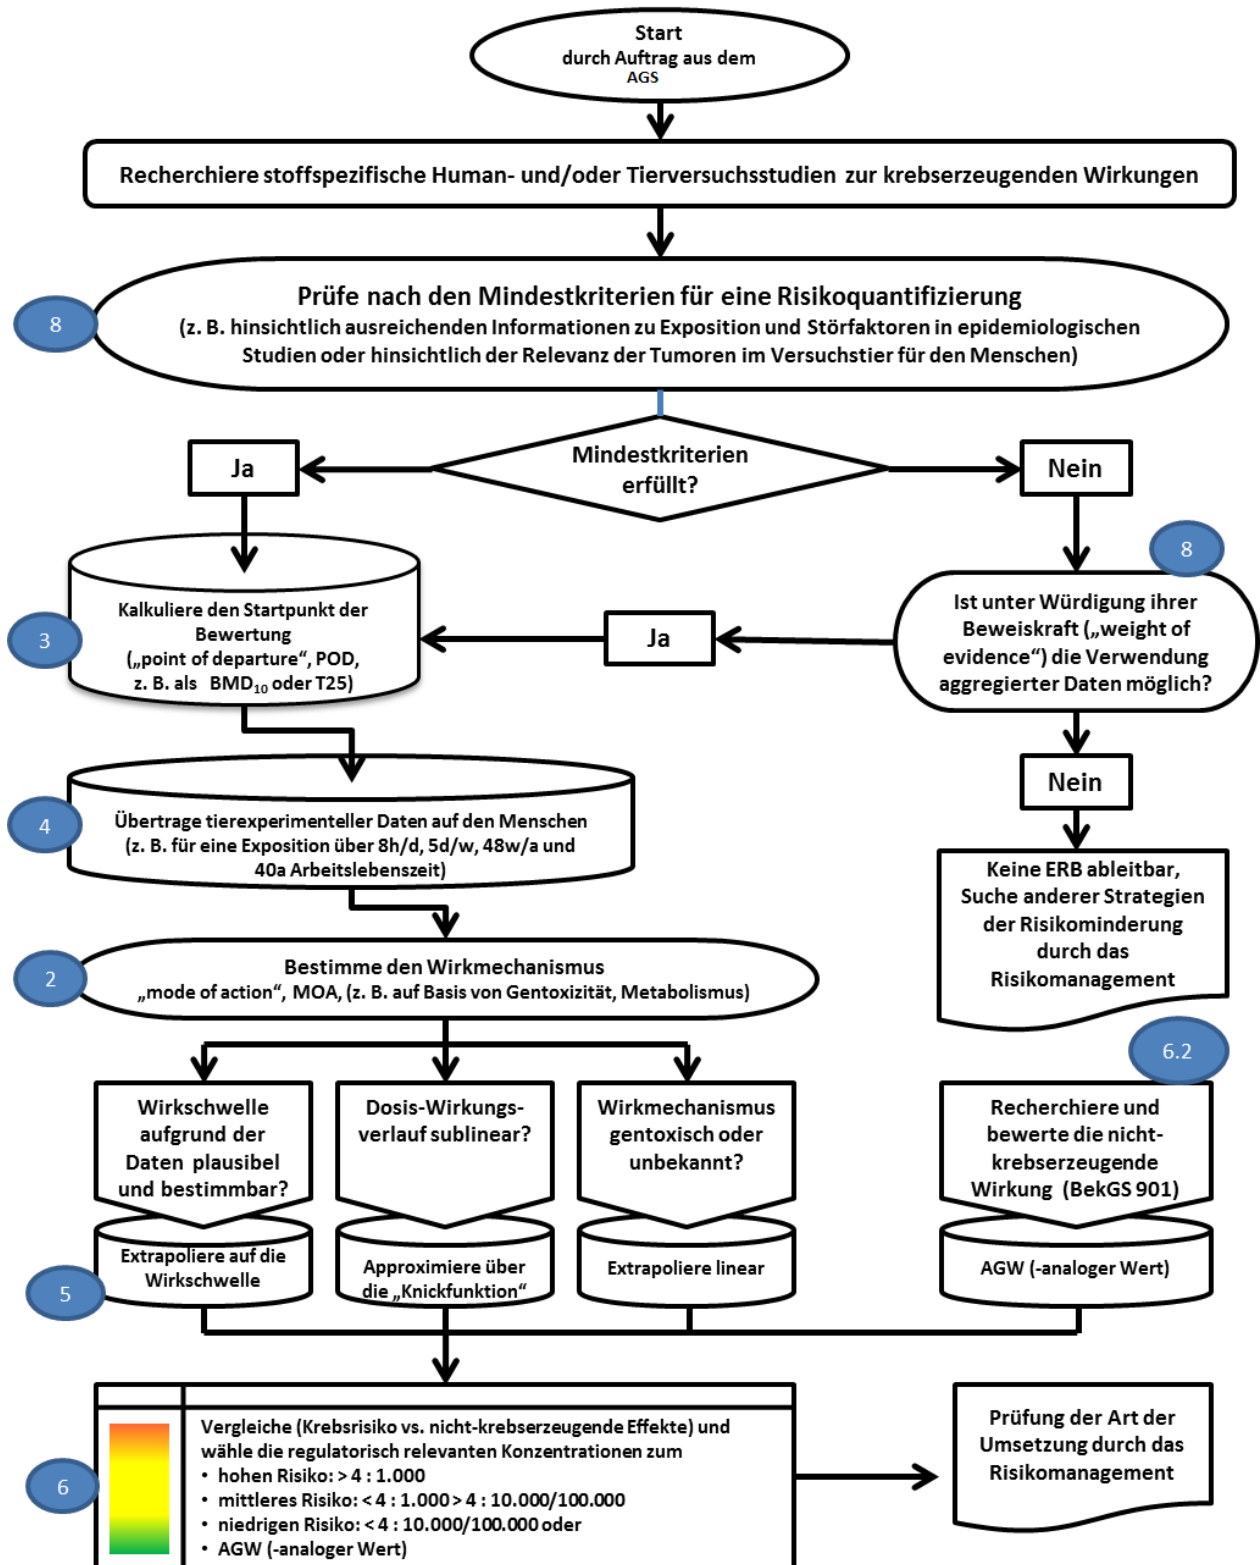 Start
durch Auftrag aus dem
AGS
Recherchiere stoffspezifische Human- und/oder Tierversuchsstudien zur krebserzeugenden Wirkungen
8
Prüfe nach den Mindestkriterien für eine Risikoquantifizierung
(z. B. hinsichtlich ausreichenden Informationen zu Exposition und Störfaktoren in epidemiologischen
Studien oder hinsichtlich der Relevanz der Tumoren im Versuchstier für den Menschen)
Mindestkriterien
erfüllt?
Ja
Nein
8
Ist unter Würdigung ihrer
Beweiskraft („weight of
evidence“) die Verwendung
aggregierter Daten möglich?
Ja
3
Kalkuliere den Startpunkt der
Bewertung
(„point of departure“, POD,
z. B. als BMD₁₀ oder T25)
Nein
4
Übertrage tierexperimenteller Daten auf den Menschen
(z. B. für eine Exposition über 8h/d, 5d/w, 48w/a und
40a Arbeitslebenszeit)
Keine ERB ableitbar,
Suche anderer Strategien
der Risikominderung
durch das
Risikomanagement
2
Bestimme den Wirkmechanismus
„mode of action“, MOA, (z. B. auf Basis von Gentoxizität, Metabolismus)
6.2
Wirkschwelle
aufgrund der
Daten plausibel
und bestimmbar?
Dosis-Wirkungs-
verlauf sublinear?
Wirkmechanismus
gentoxisch oder
unbekannt?
Recherchiere und
bewerte die nicht-
krebserzeugende
Wirkung (BekGS 901)
5
Extrapoliere auf die
Wirkschwelle
Approximiere über
die „Knickfunktion“
Extrapoliere linear
AGW (-analoger Wert)
6
Vergleiche (Krebsrisiko vs. nicht-krebserzeugende Effekte) und
wähle die regulatorisch relevanten Konzentrationen zum
• hohen Risiko: > 4 : 1.000
• mittleres Risiko: < 4 : 1.000 > 4 : 10.000/100.000
• niedrigen Risiko: < 4 : 10.000/100.000 oder
• AGW (-analoger Wert)
Prüfung der Art der
Umsetzung durch das
Risikomanagement